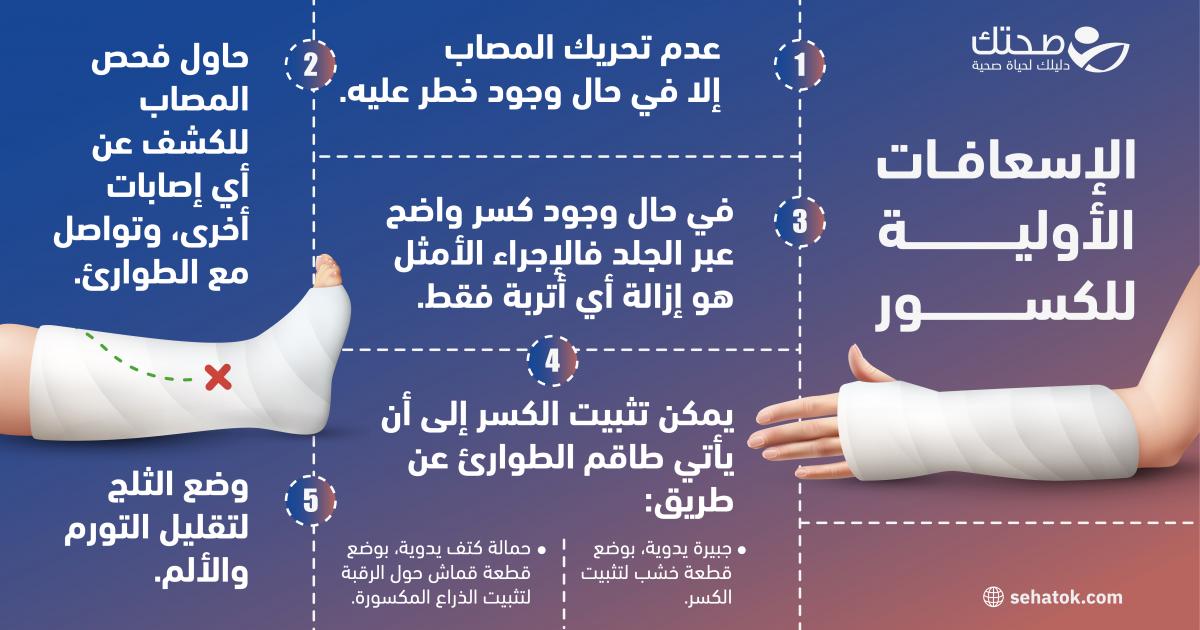 صحتك
دليلك لحياة صحية
الإسعافـات
الأوليـــــــة
للكســـــــور
1
عدم تحريك المصاب
إلا في حال وجود خطر عليه.
2
حاول فحص
المصاب
للكشف عن
أي إصابات
أخرى، وتواصل
مع الطوارئ.
3
في حال وجود كسر واضح
عبر الجلد فالإجراء الأمثل
هو إزالة أي أتربة فقط.
4
يمكن تثبيت الكسر إلى أن
يأتي طاقم الطوارئ عن
طريق:
• جبيرة يدوية، بوضع
قطعة خشب لتثبيت
الكسر.
• حمالة كتف يدوية، بوضع
قطعة قماش حول الرقبة
لتثبيت الذراع المكسورة.
5
وضع الثلج
لتقليل التورم
والألم.
sehatok.com